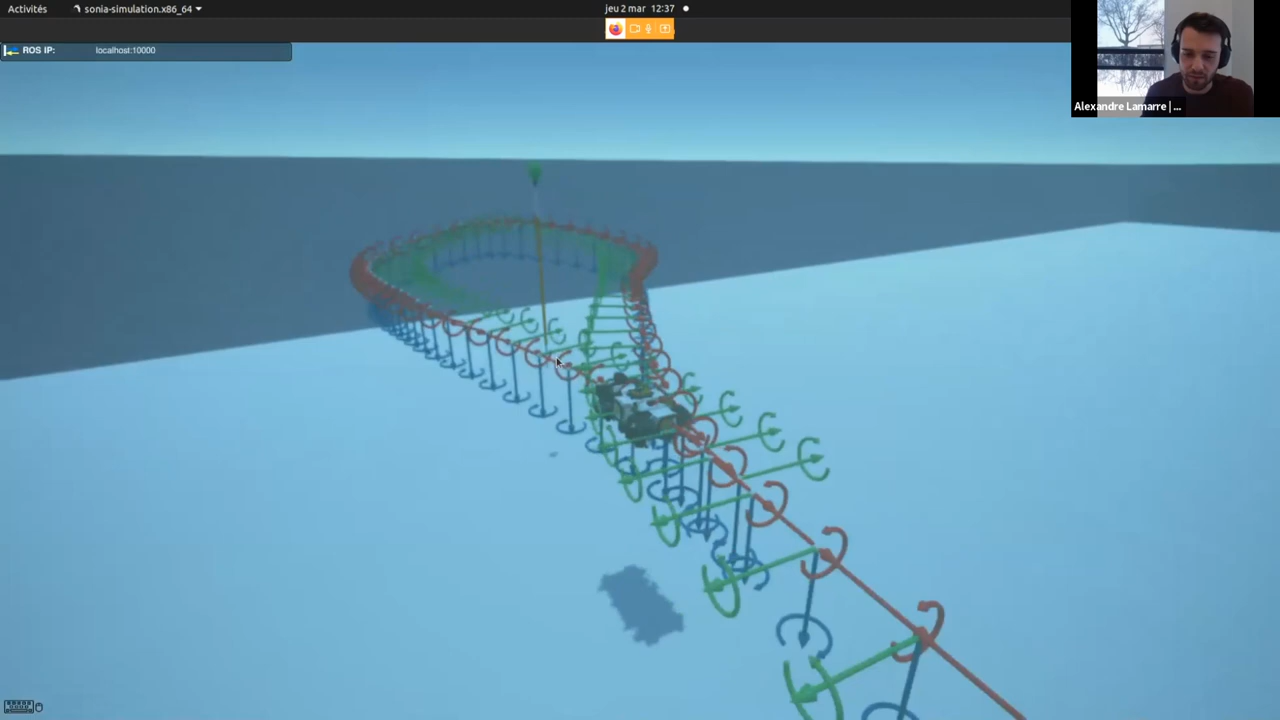 Activités
sonia-simulation.x86_64
jeu 2 mar 12:37
ROS IP: localhost:10000
Alexandre Lamarre | ...